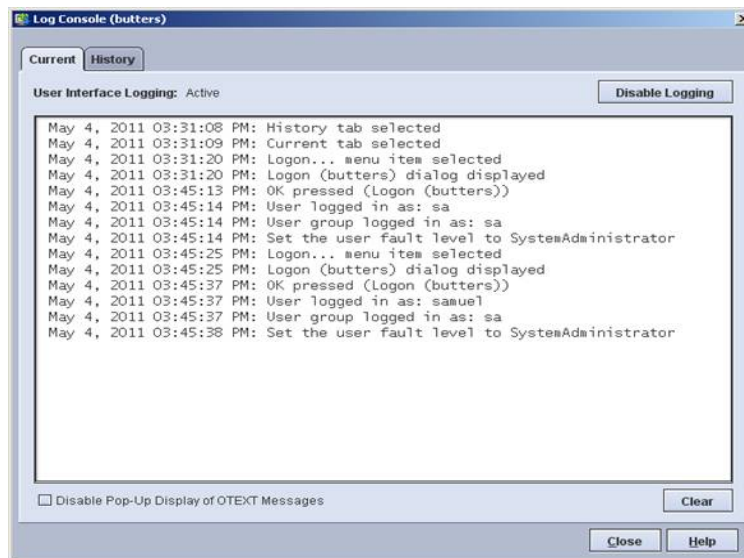 Log Console (butters)
Current History
User Interface Logging: Active Disable Logging
May 4, 2011 03:31:08 PM: History tab selected
May 4, 2011 03:31:09 PM: Current tab selected
May 4, 2011 03:31:20 PM: Logon... menu item selected
May 4, 2011 03:31:20 PM: Logon (butters) dialog displayed
May 4, 2011 03:45:13 PM: OK pressed (Logon (butters))
May 4, 2011 03:45:14 PM: User logged in as: sa
May 4, 2011 03:45:14 PM: User group logged in as: sa
May 4, 2011 03:45:14 PM: Set the user fault level to SystemAdministrator
May 4, 2011 03:45:25 PM: Logon... menu item selected
May 4, 2011 03:45:25 PM: Logon (butters) dialog displayed
May 4, 2011 03:45:37 PM: OK pressed (Logon (butters))
May 4, 2011 03:45:37 PM: User logged in as: samuel
May 4, 2011 03:45:37 PM: User group logged in as: sa
May 4, 2011 03:45:38 PM: Set the user fault level to SystemAdministrator
Disable Pop-Up Display of OTEXT Messages Clear
Close Help